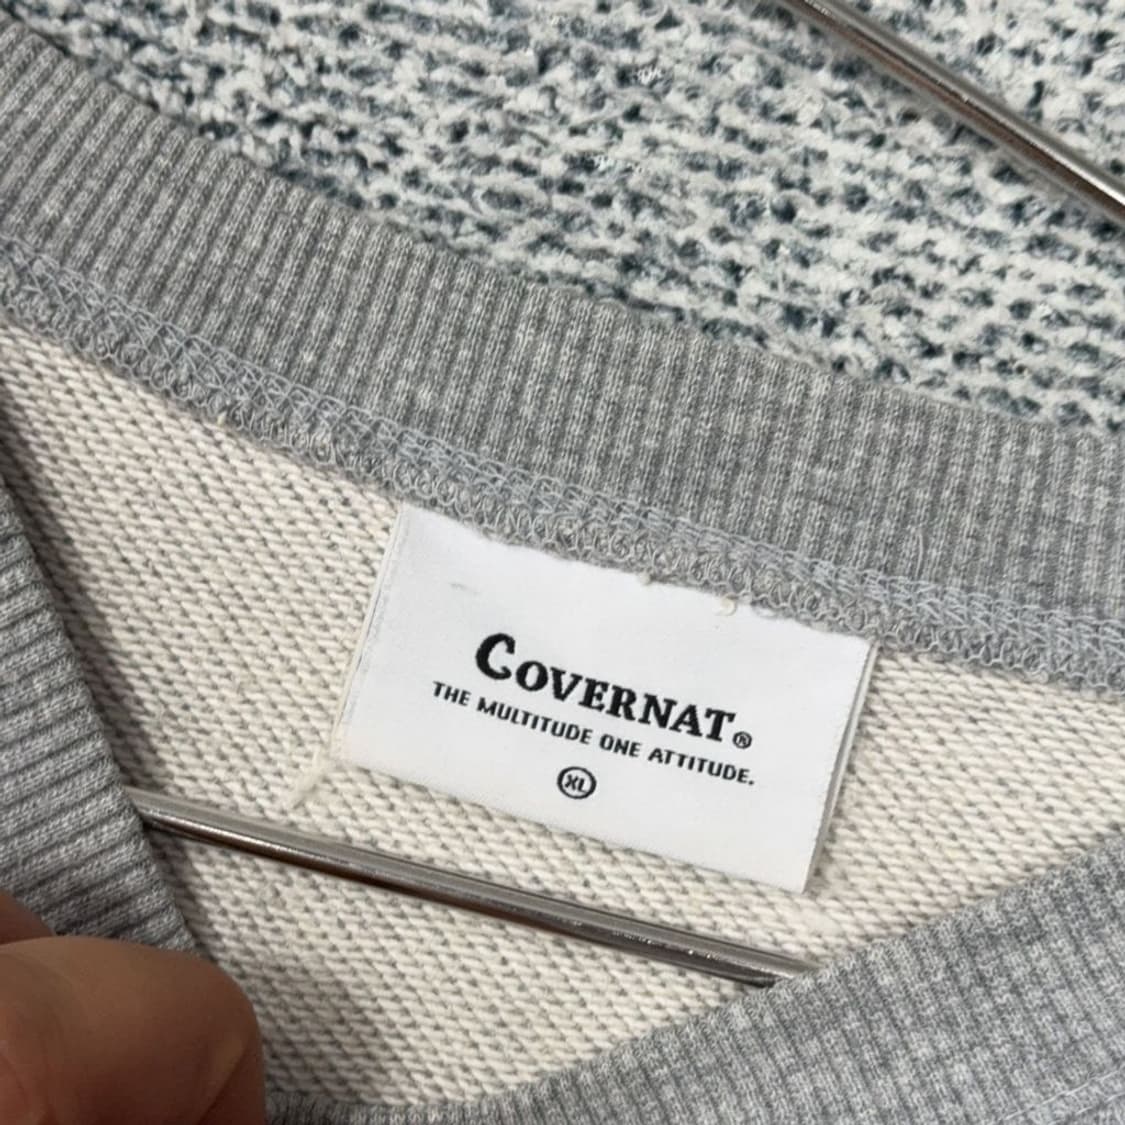 COVERNAT®
THE MULTITUDE ONE ATTITUDE.
XL